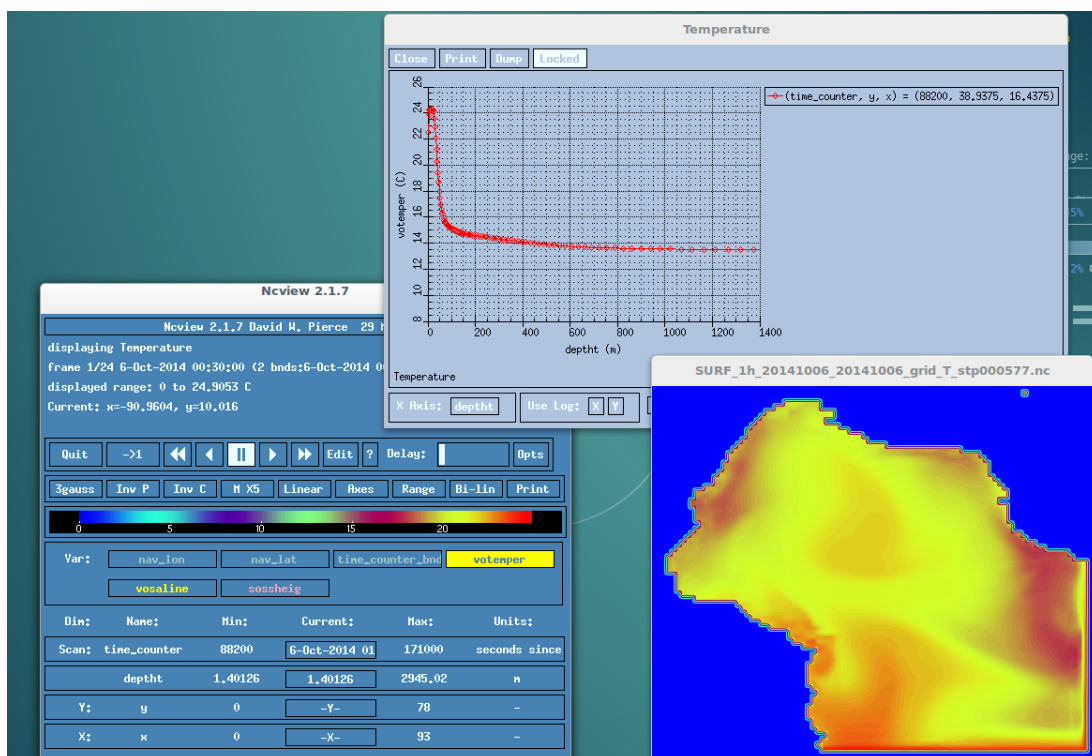 Temperature
Close Print Dump Locked
26
24
22
20
18
16
14
12
10
8
votemper (C)
(time_counter, y, x) = (88200, 38.9375, 16.4375)
0 200 400 600 800 1000 1200 1400
deptht (m)
Temperature
X Axis: deptht Use Log: X Y
age:
5%
2%
Ncview 2.1.7
Ncview 2.1.7 David W. Pierce 29
displaying Temperature
frame 1/24 6-Oct-2014 00:30:00 (2 bnds:6-Oct-2014
displayed range: 0 to 24.9053 C
Current: x=-90.9604, y=10.016
Quit ->1 Edit ? Delay: Opts
3gauss Inv P Inv C M X5 Linear Axes Range Bi-lin Print
0 5 10 15 20
Var: nav_lon nav_lat time_counter_bnd votemper
vosaline sossheig
Dim: Name: Min: Current: Max: Units:
Scan: time_counter 88200 6-Oct-2014 01 171000 seconds since
deptht 1.40126 1.40126 2945.02 m
Y: y 0 -Y- 78 -
X: x 0 -X- 93 -
SURF_1h_20141006_20141006_grid_T_stp000577.nc